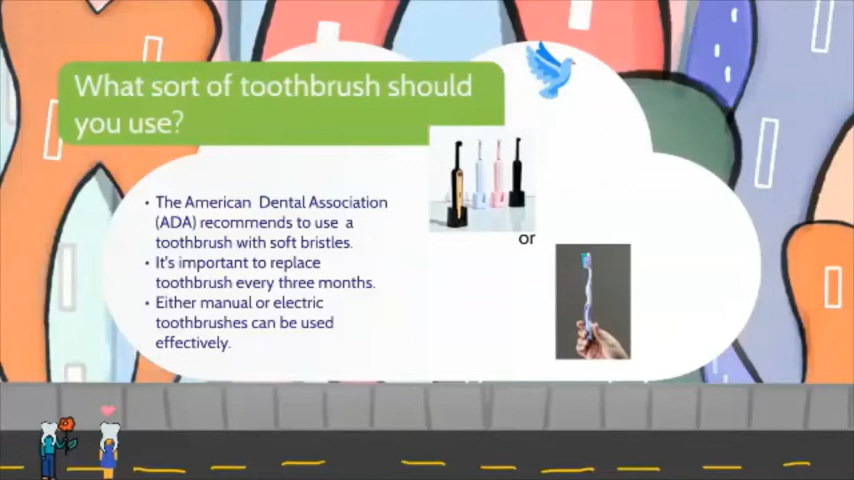 What sort of toothbrush should
you use?
• The American Dental Association
(ADA) recommends to use a
toothbrush with soft bristles.
• It's important to replace
toothbrush every three months.
• Either manual or electric
toothbrushes can be used
effectively.
or